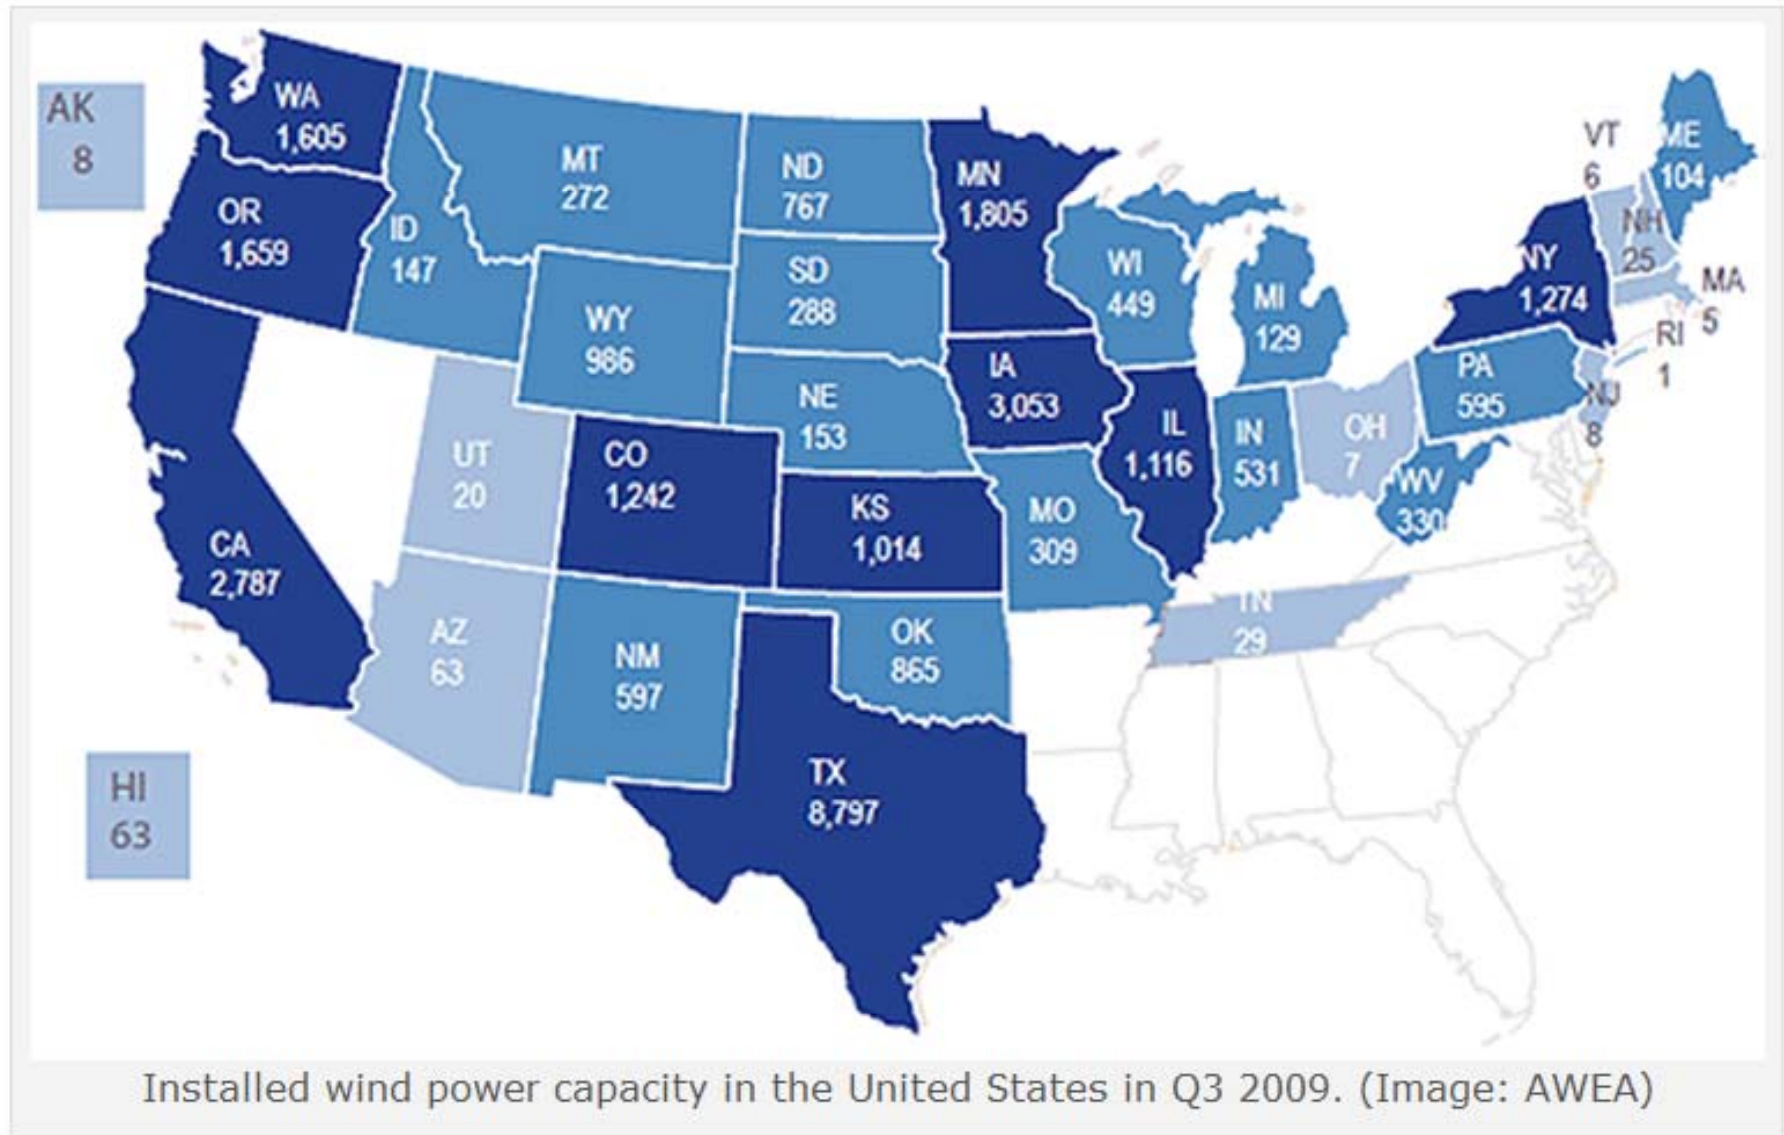 AK
8
WA
1,605
OR
1,659
ID
147
MT
272
ND
767
MN
1,805
VT
6
ME
104
NH
25
NY
1,274
MA
5
RI
1
WY
986
SD
288
WI
449
MI
129
IA
3,053
NE
153
PA
595
NJ
8
UT
20
CO
1,242
KS
1,014
MO
309
IL
1,116
IN
531
OH
7
WV
330
CA
2,787
AZ
63
NM
597
OK
865
TN
29
HI
63
TX
8,797
Installed wind power capacity in the United States in Q3 2009. (Image: AWEA)